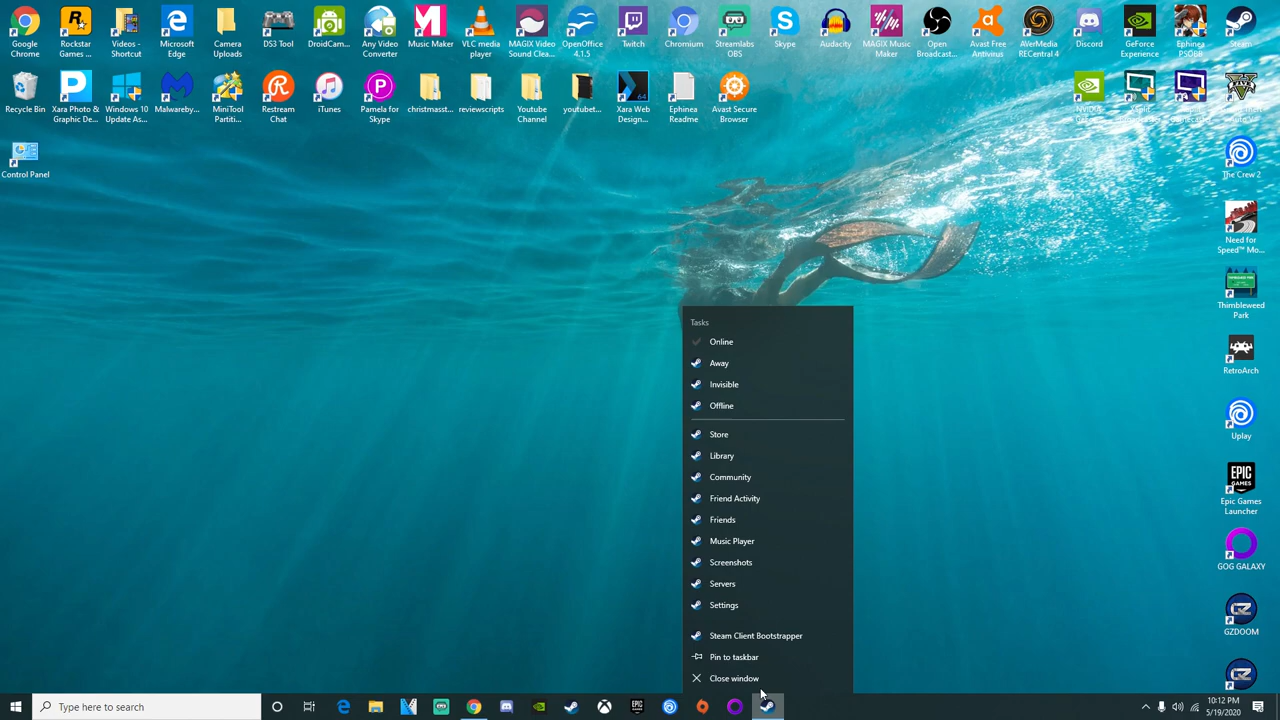 Google
Chrome
Rockstar
Games ...
Videos -
Shortcut
Microsoft
Edge
Camera
Uploads
DS3 Tool
DroidCam...
Any Video
Converter
Music Maker
VLC media
player
MAGIX Video
Sound Clea...
OpenOffice
4.1.5
Twitch
Chromium
Streamlabs
OBS
Skype
Audacity
MAGIX Music
Maker
Open
Broadcast...
Avast Free
Antivirus
AVerMedia
RECentral 4
Discord
GeForce
Experience
Ephinea
PSOBB
Steam
Recycle Bin
Xara Photo &
Graphic De...
Windows 10
Update As...
Malwareby...
MiniTool
Partiti...
Restream
Chat
iTunes
Pamela for
Skype
christmasst...
reviewscripts
Youtube
Channel
youtubet...
Xara Web
Design...
64
Ephinea
Readme
Avast Secure
Browser
NVIDIA
Control Panel
The Crew 2
Need for
Speed™ Mo...
Thimbleweed
Park
RetroArch
Uplay
EPIC
GAMES
Epic Games
Launcher
GOG GALAXY
GZDOOM
Tasks
Online
Away
Invisible
Offline
Store
Library
Community
Friend Activity
Friends
Music Player
Screenshots
Servers
Settings
Steam Client Bootstrapper
Pin to taskbar
Close window
Type here to search
10:12 PM
5/19/2020